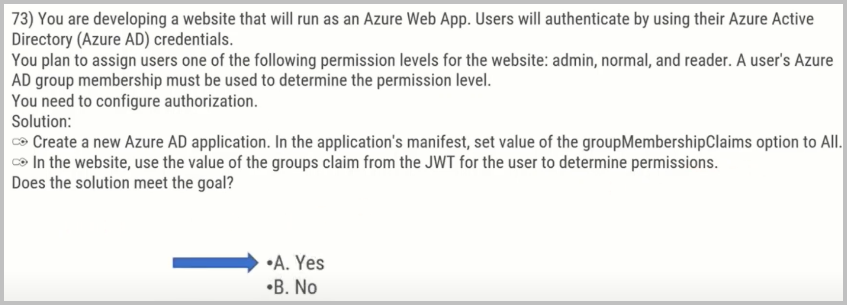 73) You are developing a website that will run as an Azure Web App. Users will authenticate by using their Azure Active
Directory (Azure AD) credentials.
You plan to assign users one of the following permission levels for the website: admin, normal, and reader. A user's Azure
AD group membership must be used to determine the permission level.
You need to configure authorization.
Solution:
Create a new Azure AD application. In the application's manifest, set value of the groupMembershipClaims option to All.
In the website, use the value of the groups claim from the JWT for the user to determine permissions.
Does the solution meet the goal?
•A. Yes
•B. No